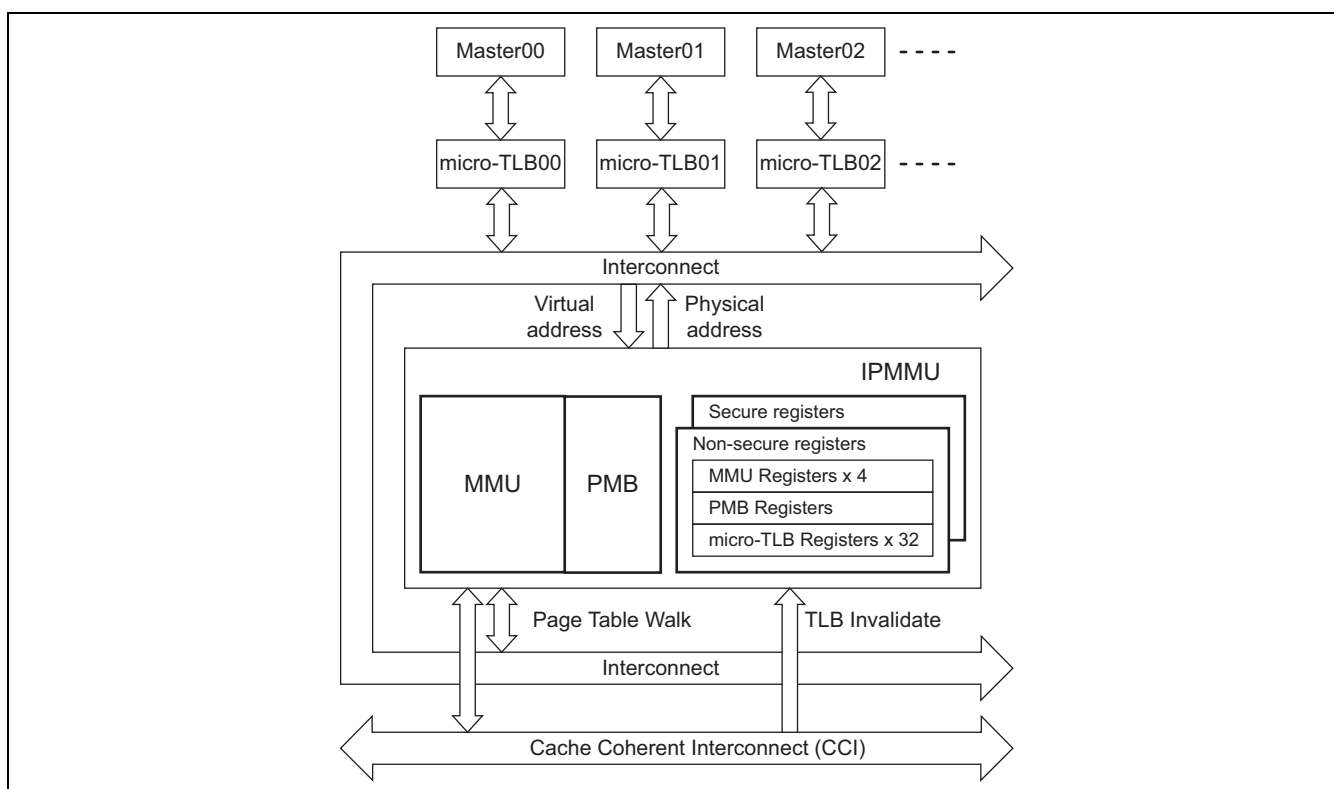 Master00
Master01
Master02
micro-TLB00
micro-TLB01
micro-TLB02
Interconnect
Virtual
address
Physical
address
IPMMU
MMU
PMB
Secure registers
Non-secure registers
MMU Registers x 4
PMB Registers
micro-TLB Registers x 32
Page Table Walk
TLB Invalidate
Interconnect
Cache Coherent Interconnect (CCI)